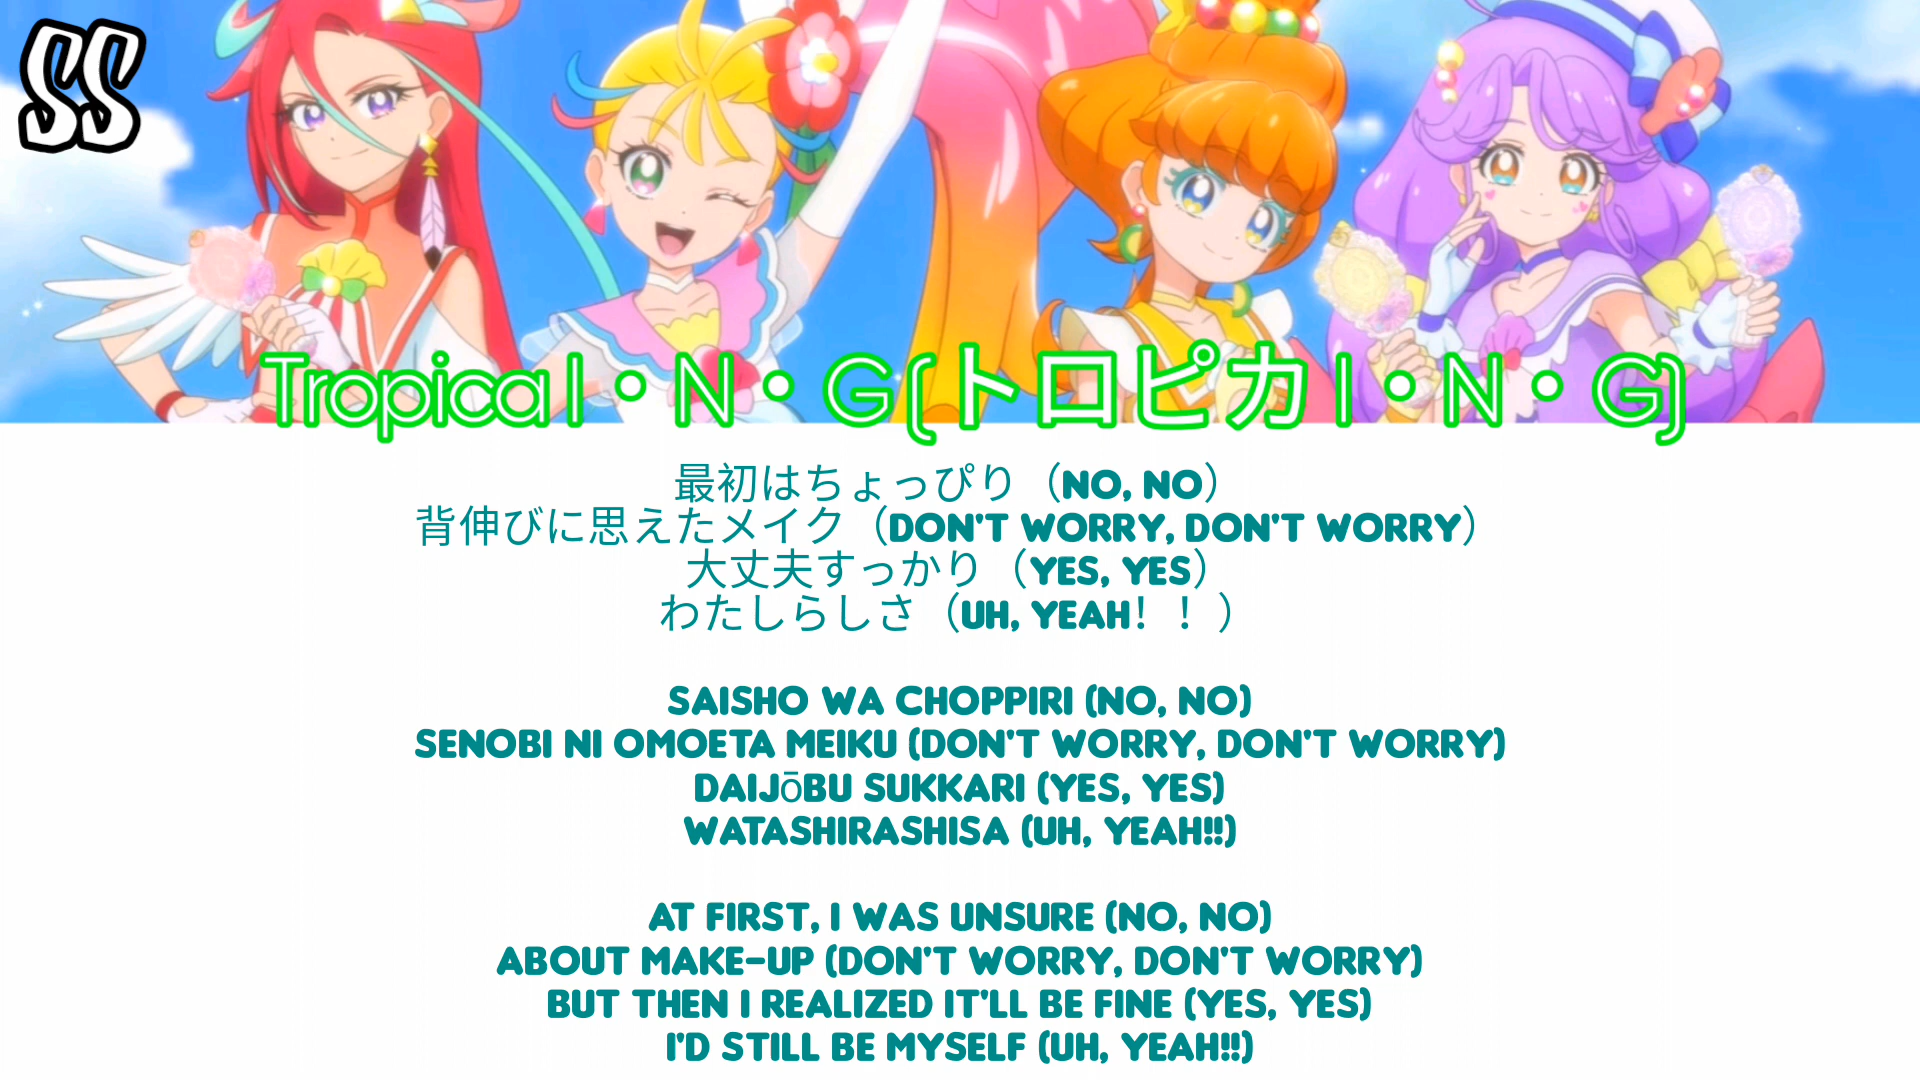 SS
Tropica I・N・G (トロピカ I・N・G)
最初はちょっぴり（NO, NO）
背伸びに思えたメイク（DON'T WORRY, DON'T WORRY）
大丈夫すっかり（YES, YES）
わたしらしさ（UH, YEAH！！）
SAISHO WA CHOPPIRI (NO, NO)
SENOBI NI OMOETA MEIKU (DON'T WORRY, DON'T WORRY)
DAIJōBU SUKKARI (YES, YES)
WATASHIRASHISA (UH, YEAH!!)
AT FIRST, I WAS UNSURE (NO, NO)
ABOUT MAKE-UP (DON'T WORRY, DON'T WORRY)
BUT THEN I REALIZED IT'LL BE FINE (YES, YES)
I'D STILL BE MYSELF (UH, YEAH!!)